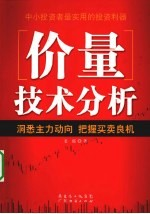 中小投资者最实用的投资利器
价量
技术分析
洞悉主力动向 把握买卖良机